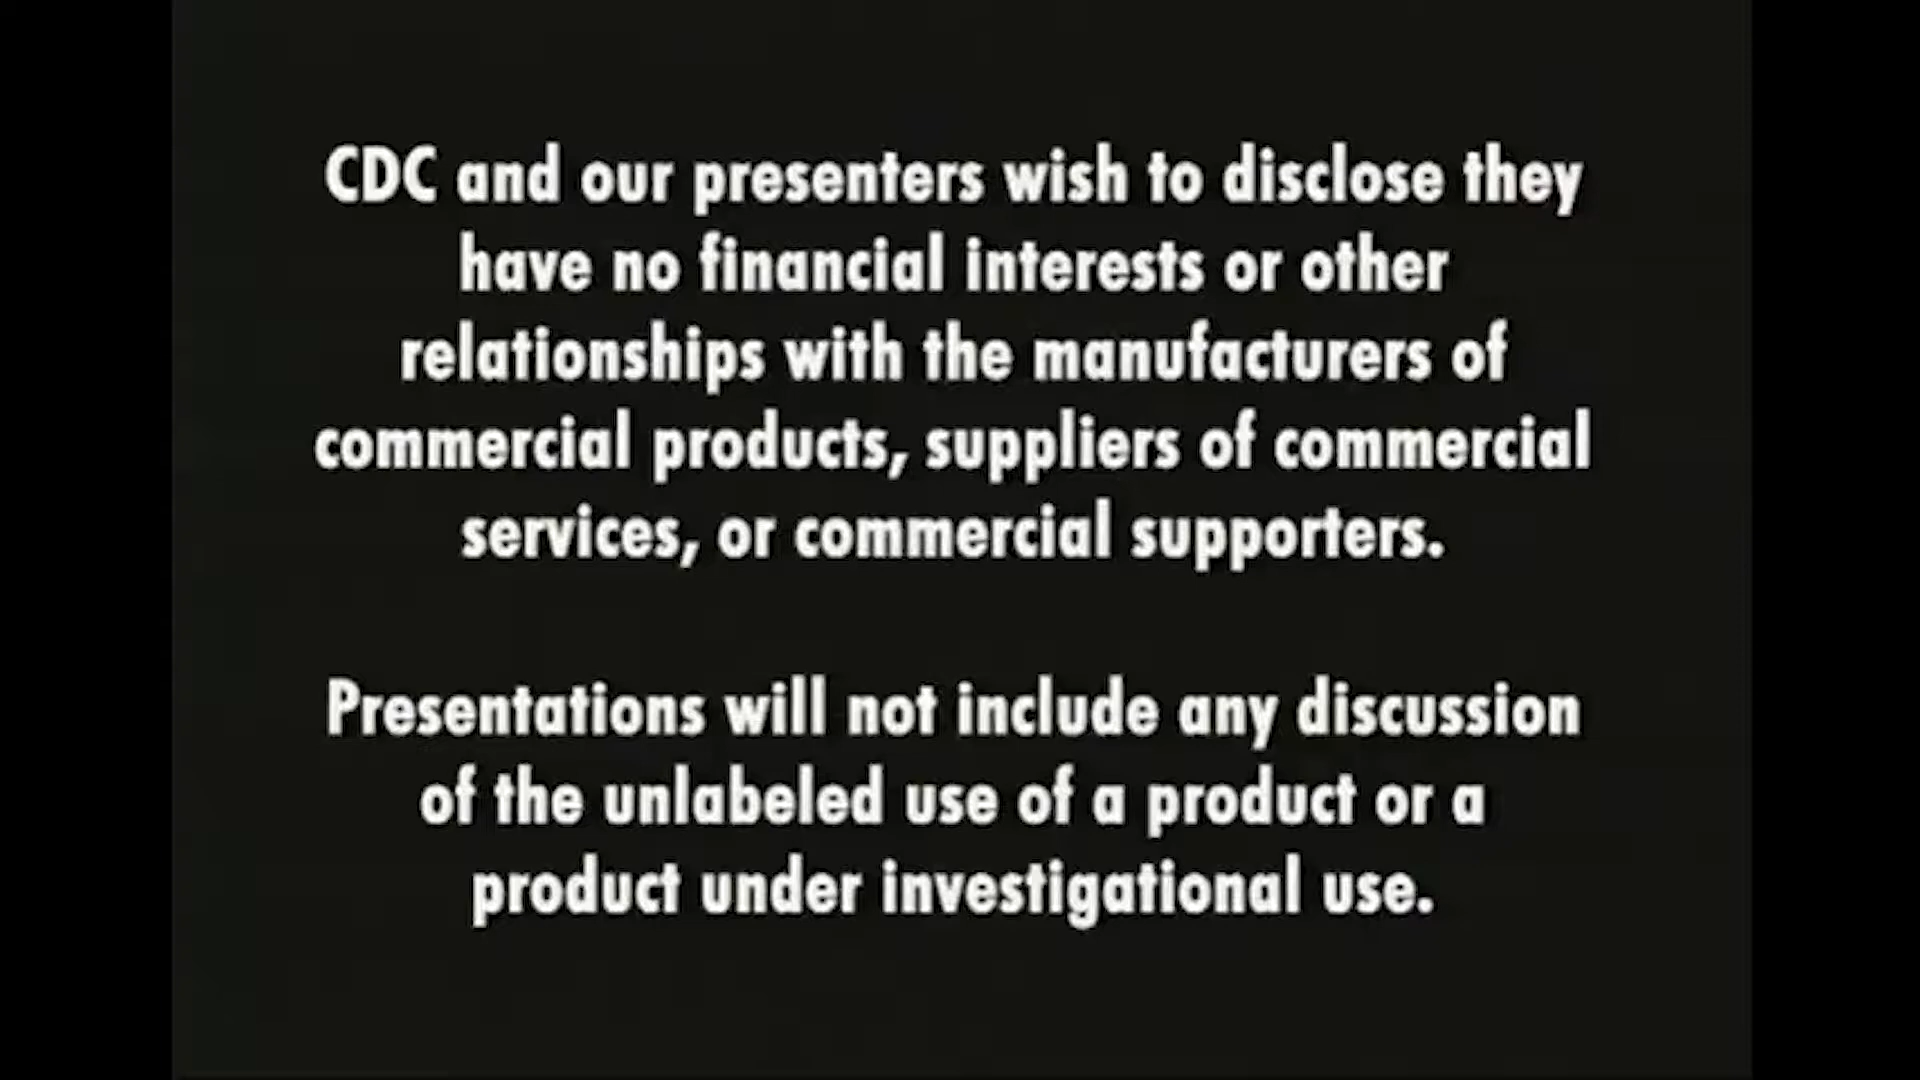 CDC and our presenters wish to disclose they
have no financial interests or other
relationships with the manufacturers of
commercial products, suppliers of commercial
services, or commercial supporters.
Presentations will not include any discussion
of the unlabeled use of a product or a
product under investigational use.